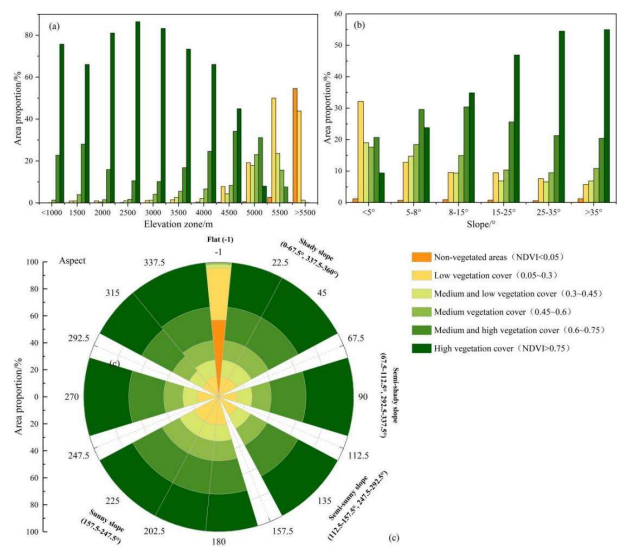 (a)
Area proportion/%
80
60
40
20
0
<1000 1500 2000 2500 3000 3500 4000 4500 5000 5500 >5500
Elevation zone/m
(b)
Area proportion/%
60
50
40
30
20
10
0
<5° 5-8° 8-15° 15-25° 25-35° >35°
Slope/°
Flat (-1)
-1
Shady slope
(0-67.5°, 337.5-360°)
Aspect
337.5
22.5
315
45
292.5
67.5
(c)
270
90
Semi-shady slope
(67.5-112.5°, 292.5-337.5°)
247.5
112.5
225
135
202.5
157.5
180
Sunny slope
(157.5-247.5°)
Semi-sunny slope
(112.5-157.5°, 247.5-292.5°)
Area proportion/%
100
80
60
40
20
0
20
40
60
80
100
(c)
Non-vegetated areas (NDVI<0.05)
Low vegetation cover (0.05~0.3)
Medium and low vegetation cover (0.3~0.45)
Medium vegetation cover (0.45~0.6)
Medium and high vegetation cover (0.6~0.75)
High vegetation cover (NDVI>0.75)